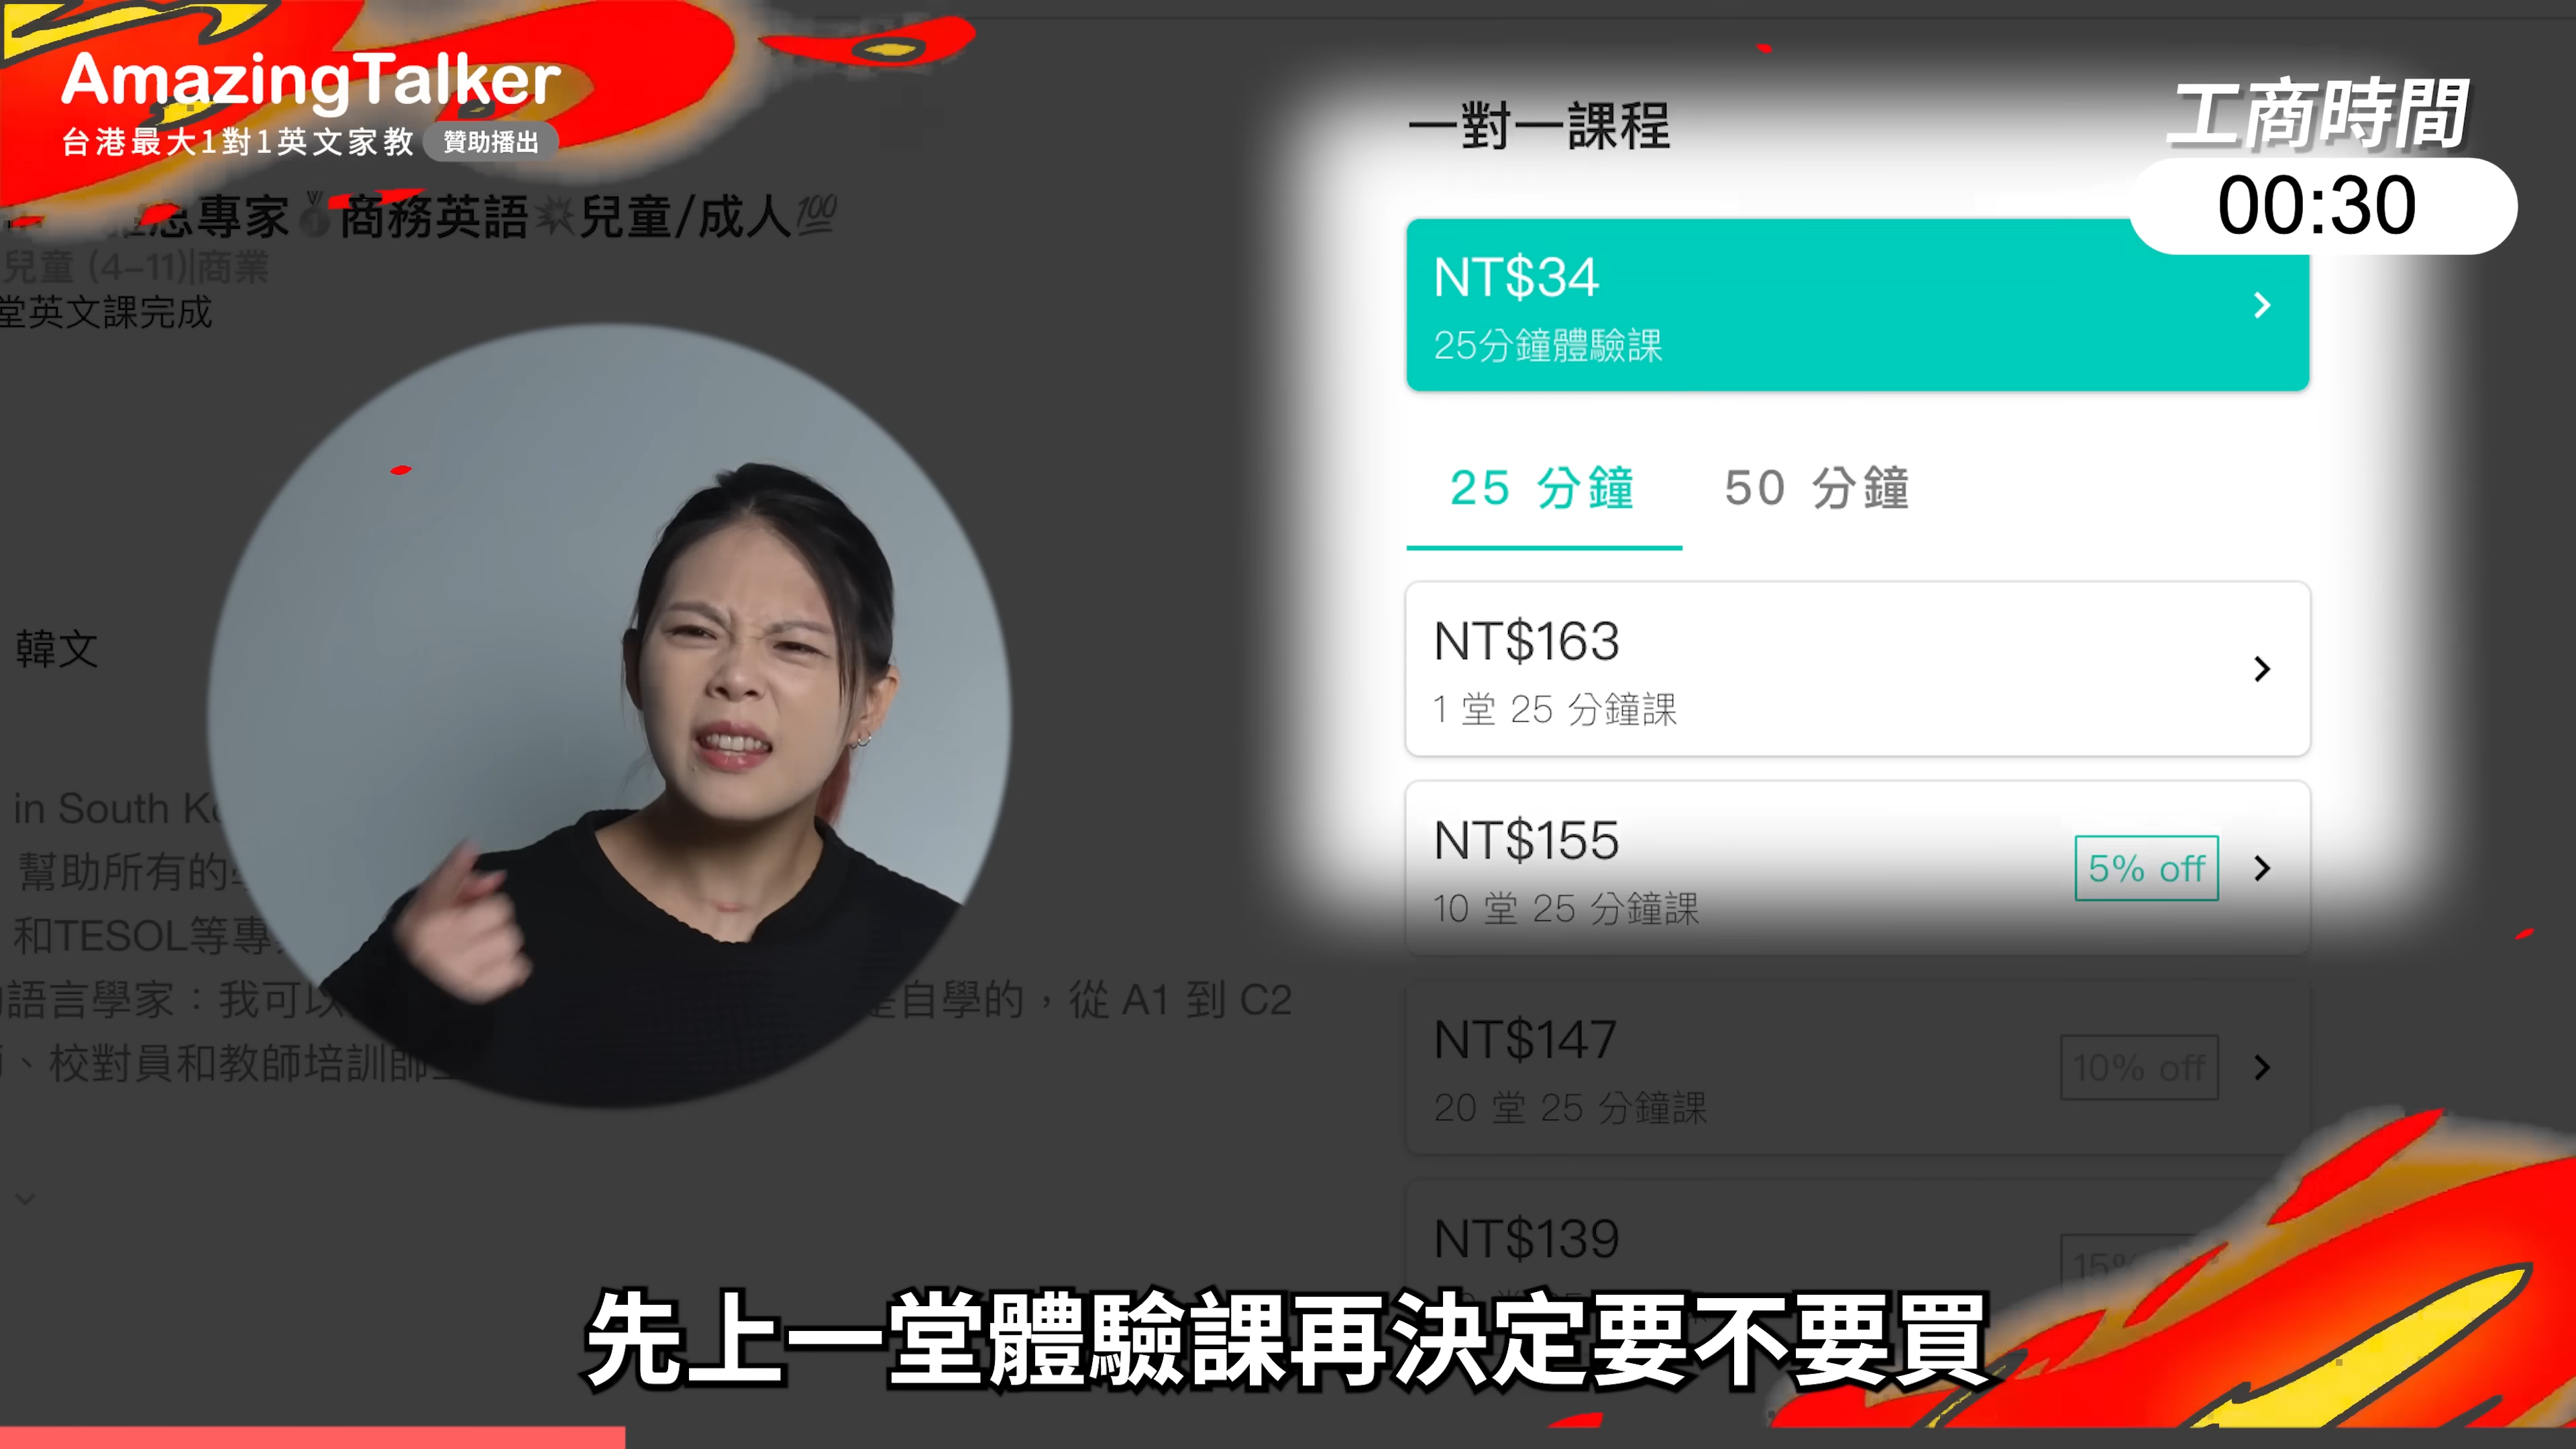 AmazingTalker
台港最大1對1英文家教 贊助播出
工商時間
00:30
專家🥇商務英語💥兒童/成人💯
兒童 (4–11)|商業
堂英文課完成
韓文
in South
幫助所有的
和TESOL等專
語言學家：我可以
是自學的，從 A1 到 C2
、校對員和教師培訓師
一對一課程
NT$34
25分鐘體驗課
25 分鐘 50 分鐘
NT$163
1 堂 25 分鐘課
NT$155
5% off
10 堂 25 分鐘課
NT$147
10% off
20 堂 25 分鐘課
NT$139
15%
先上一堂體驗課再決定要不要買